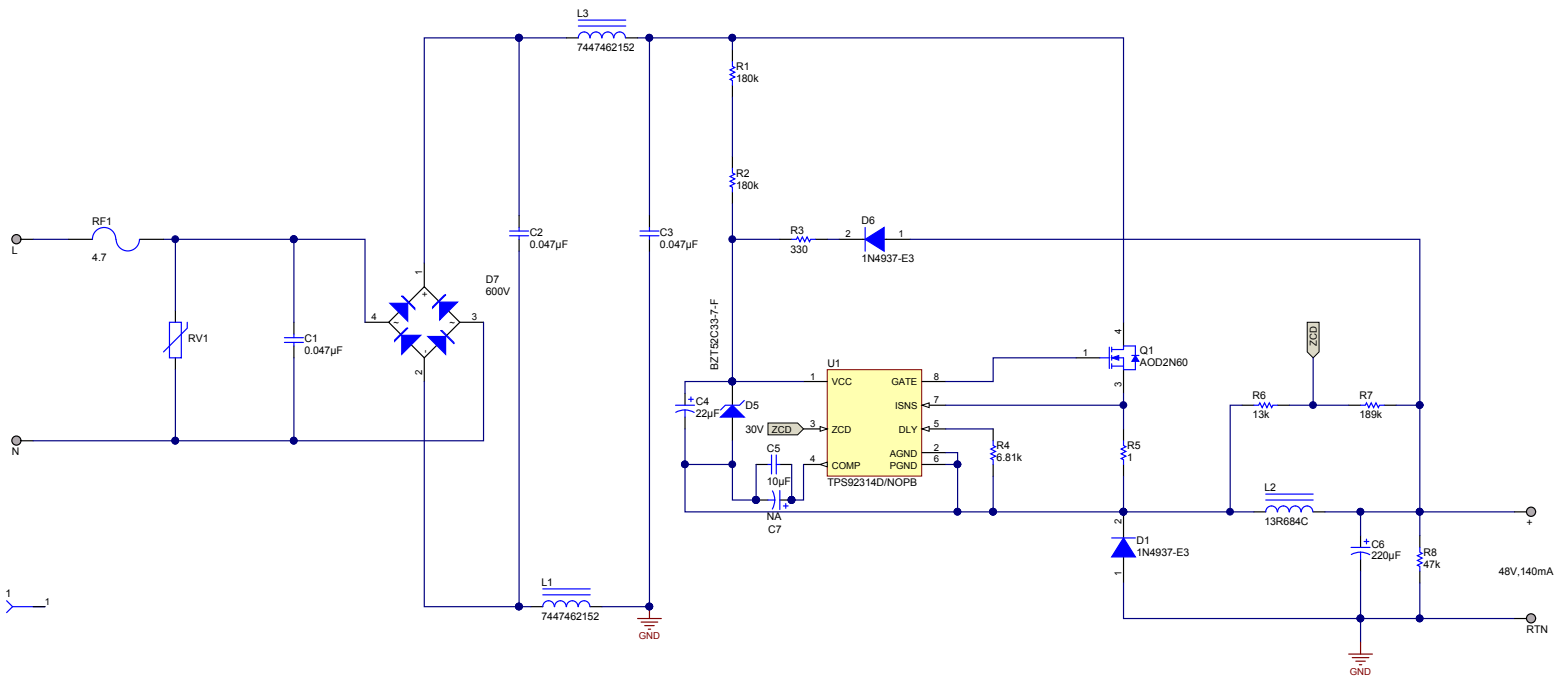 L3
7447462152
R1
180k
R2
180k
RF1
4.7
L
C2
0.047µF
C3
0.047µF
R3
330
2
D6
1
1N4937-E3
1
D7
600V
4
3
+
~
~
-
2
RV1
C1
0.047µF
N
BZT52C33-7-F
C4
22µF
+
D5
30V
ZCD
C5
10µF
NA
C7
+
U1
1
VCC
GATE
8
ISNS
7
3
ZCD
DLY
5
AGND
2
4
COMP
PGND
6
TPS92314D/NOPB
R4
6.81k
4
1
Q1
AOD2N60
3
R5
1
ZCD
R6
13k
R7
189k
L2
13R684C
2
D1
1N4937-E3
1
C6
220µF
+
R8
47k
+
48V,140mA
RTN
1
1
L1
7447462152
GND
GND